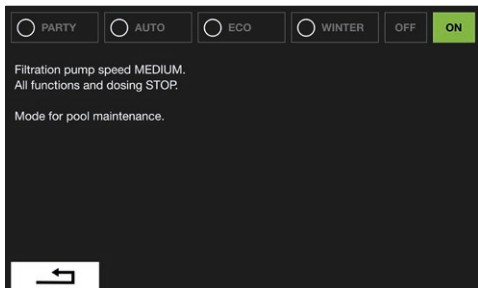 PARTY AUTO ECO WINTER OFF ON
Filtration pump speed MEDIUM.
All functions and dosing STOP.
Mode for pool maintenance.